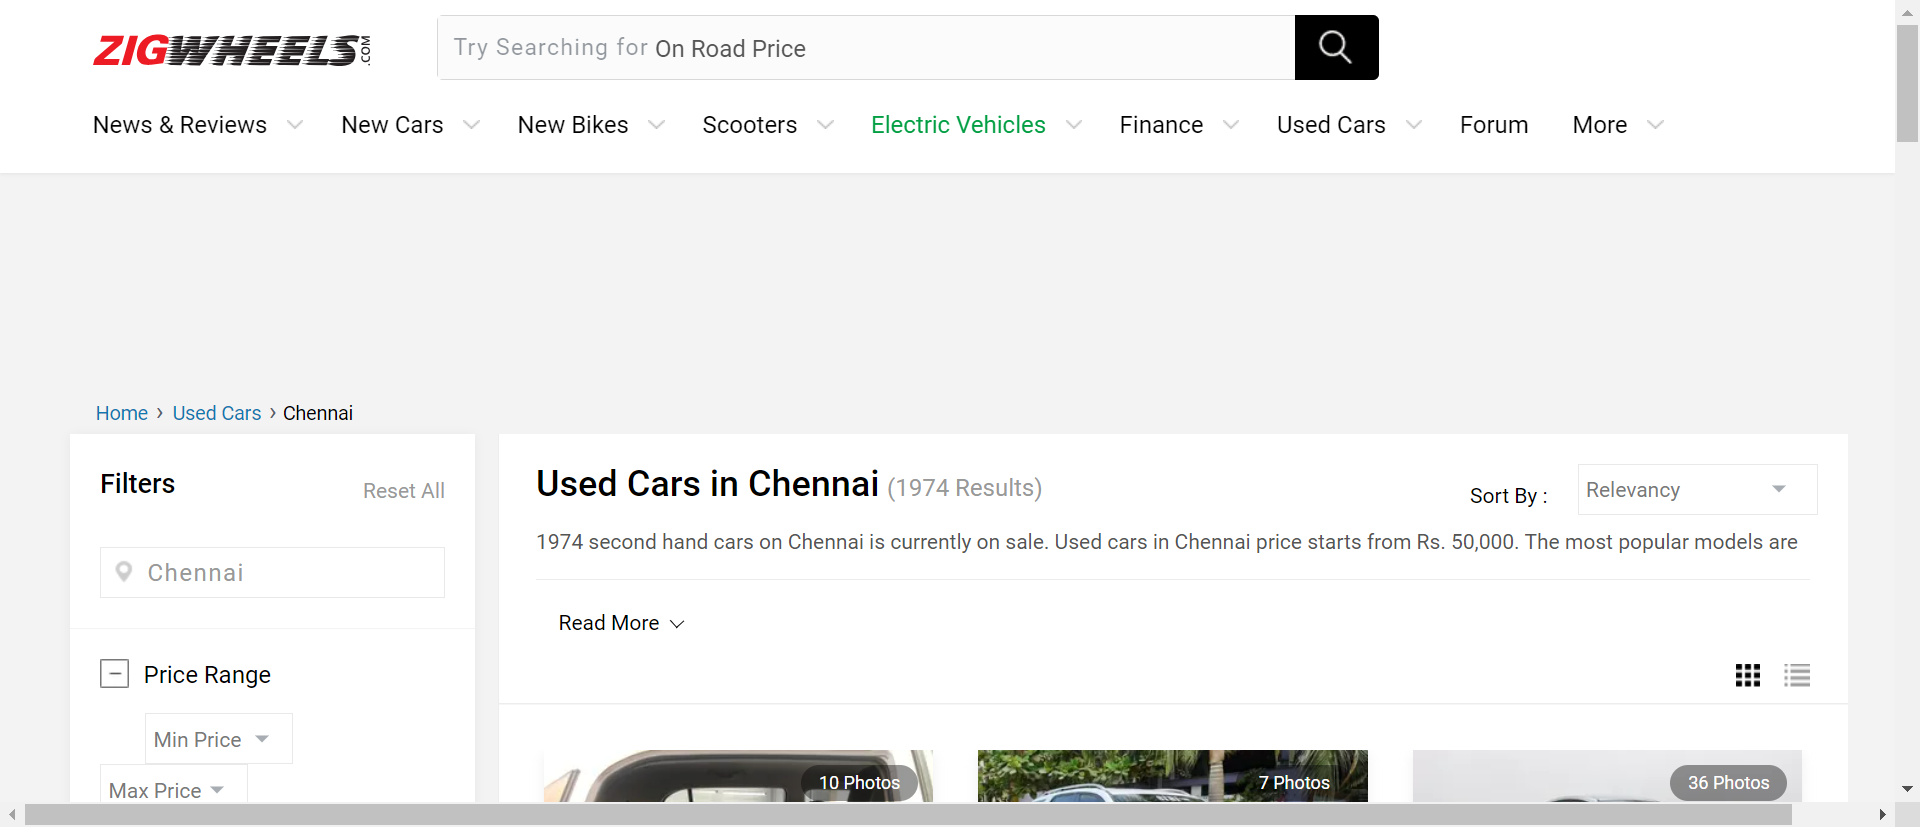 ZIGWHEELS.COM
Try Searching for On Road Price
News & Reviews
New Cars
New Bikes
Scooters
Electric Vehicles
Finance
Used Cars
Forum
More
Home › Used Cars › Chennai
Filters
Reset All
Chennai
Price Range
Min Price
Max Price
Used Cars in Chennai (1974 Results)
Sort By :
Relevancy
1974 second hand cars on Chennai is currently on sale. Used cars in Chennai price starts from Rs. 50,000. The most popular models are
Read More
10 Photos
7 Photos
36 Photos